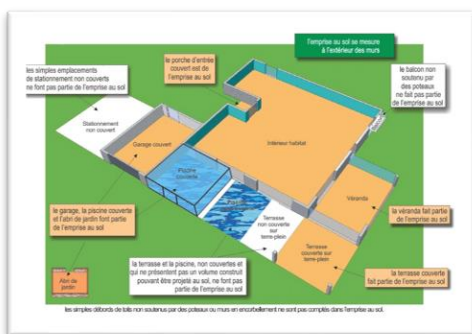 l'emprise au sol se mesure
à l'extérieur des murs
le porche d'entrée
couvert est de
l'emprise au sol
les simples emplacements
de stationnement non couverts
ne font pas partie de l'emprise au sol
le balcon non
soutenu par
des poteaux
ne fait pas partie
de l'emprise au sol
Stationnement
non couvert
Garage couvert
Intérieur habitat
Piscine
couverte
Véranda
Terrasse
non couverte
sur
terre-plein
Terrasse
couverte sur
terre-plein
le garage, la piscine couverte
et l'abri de jardin font partie
de l'emprise au sol
la véranda fait partie
de l'emprise au sol
la terrasse couverte
fait partie de l'emprise au sol
Abri de
jardin
la terrasse et la piscine, non couvertes et
qui ne présentent pas un volume construit
pouvant être projeté au sol, ne font pas
partie de l'emprise au sol
les simples débords de toits non soutenus par des poteaux ou murs en encorbellement ne sont pas comptés dans l'emprise au sol.